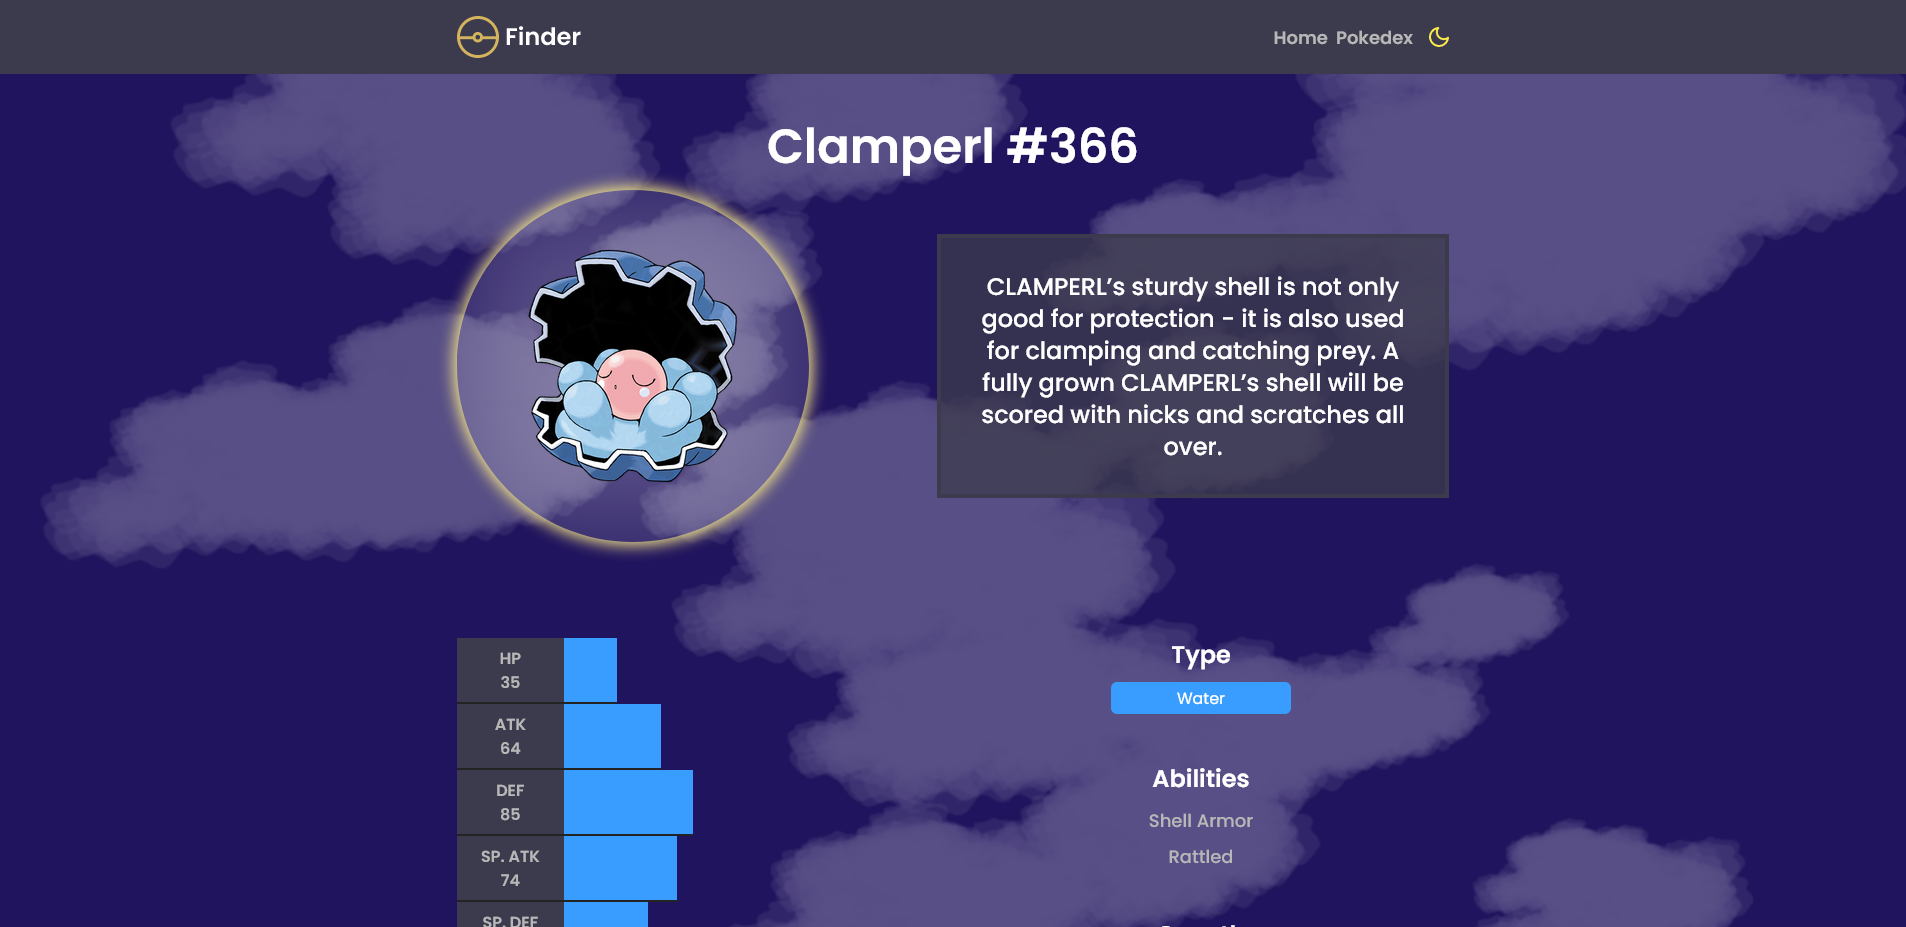 Finder
Home Pokedex
Clamperl #366
CLAMPERL’s sturdy shell is not only
good for protection - it is also used
for clamping and catching prey. A
fully grown CLAMPERL’s shell will be
scored with nicks and scratches all
over.
HP
35
ATK
64
DEF
85
SP. ATK
74
SP. DEF
Type
Water
Abilities
Shell Armor
Rattled